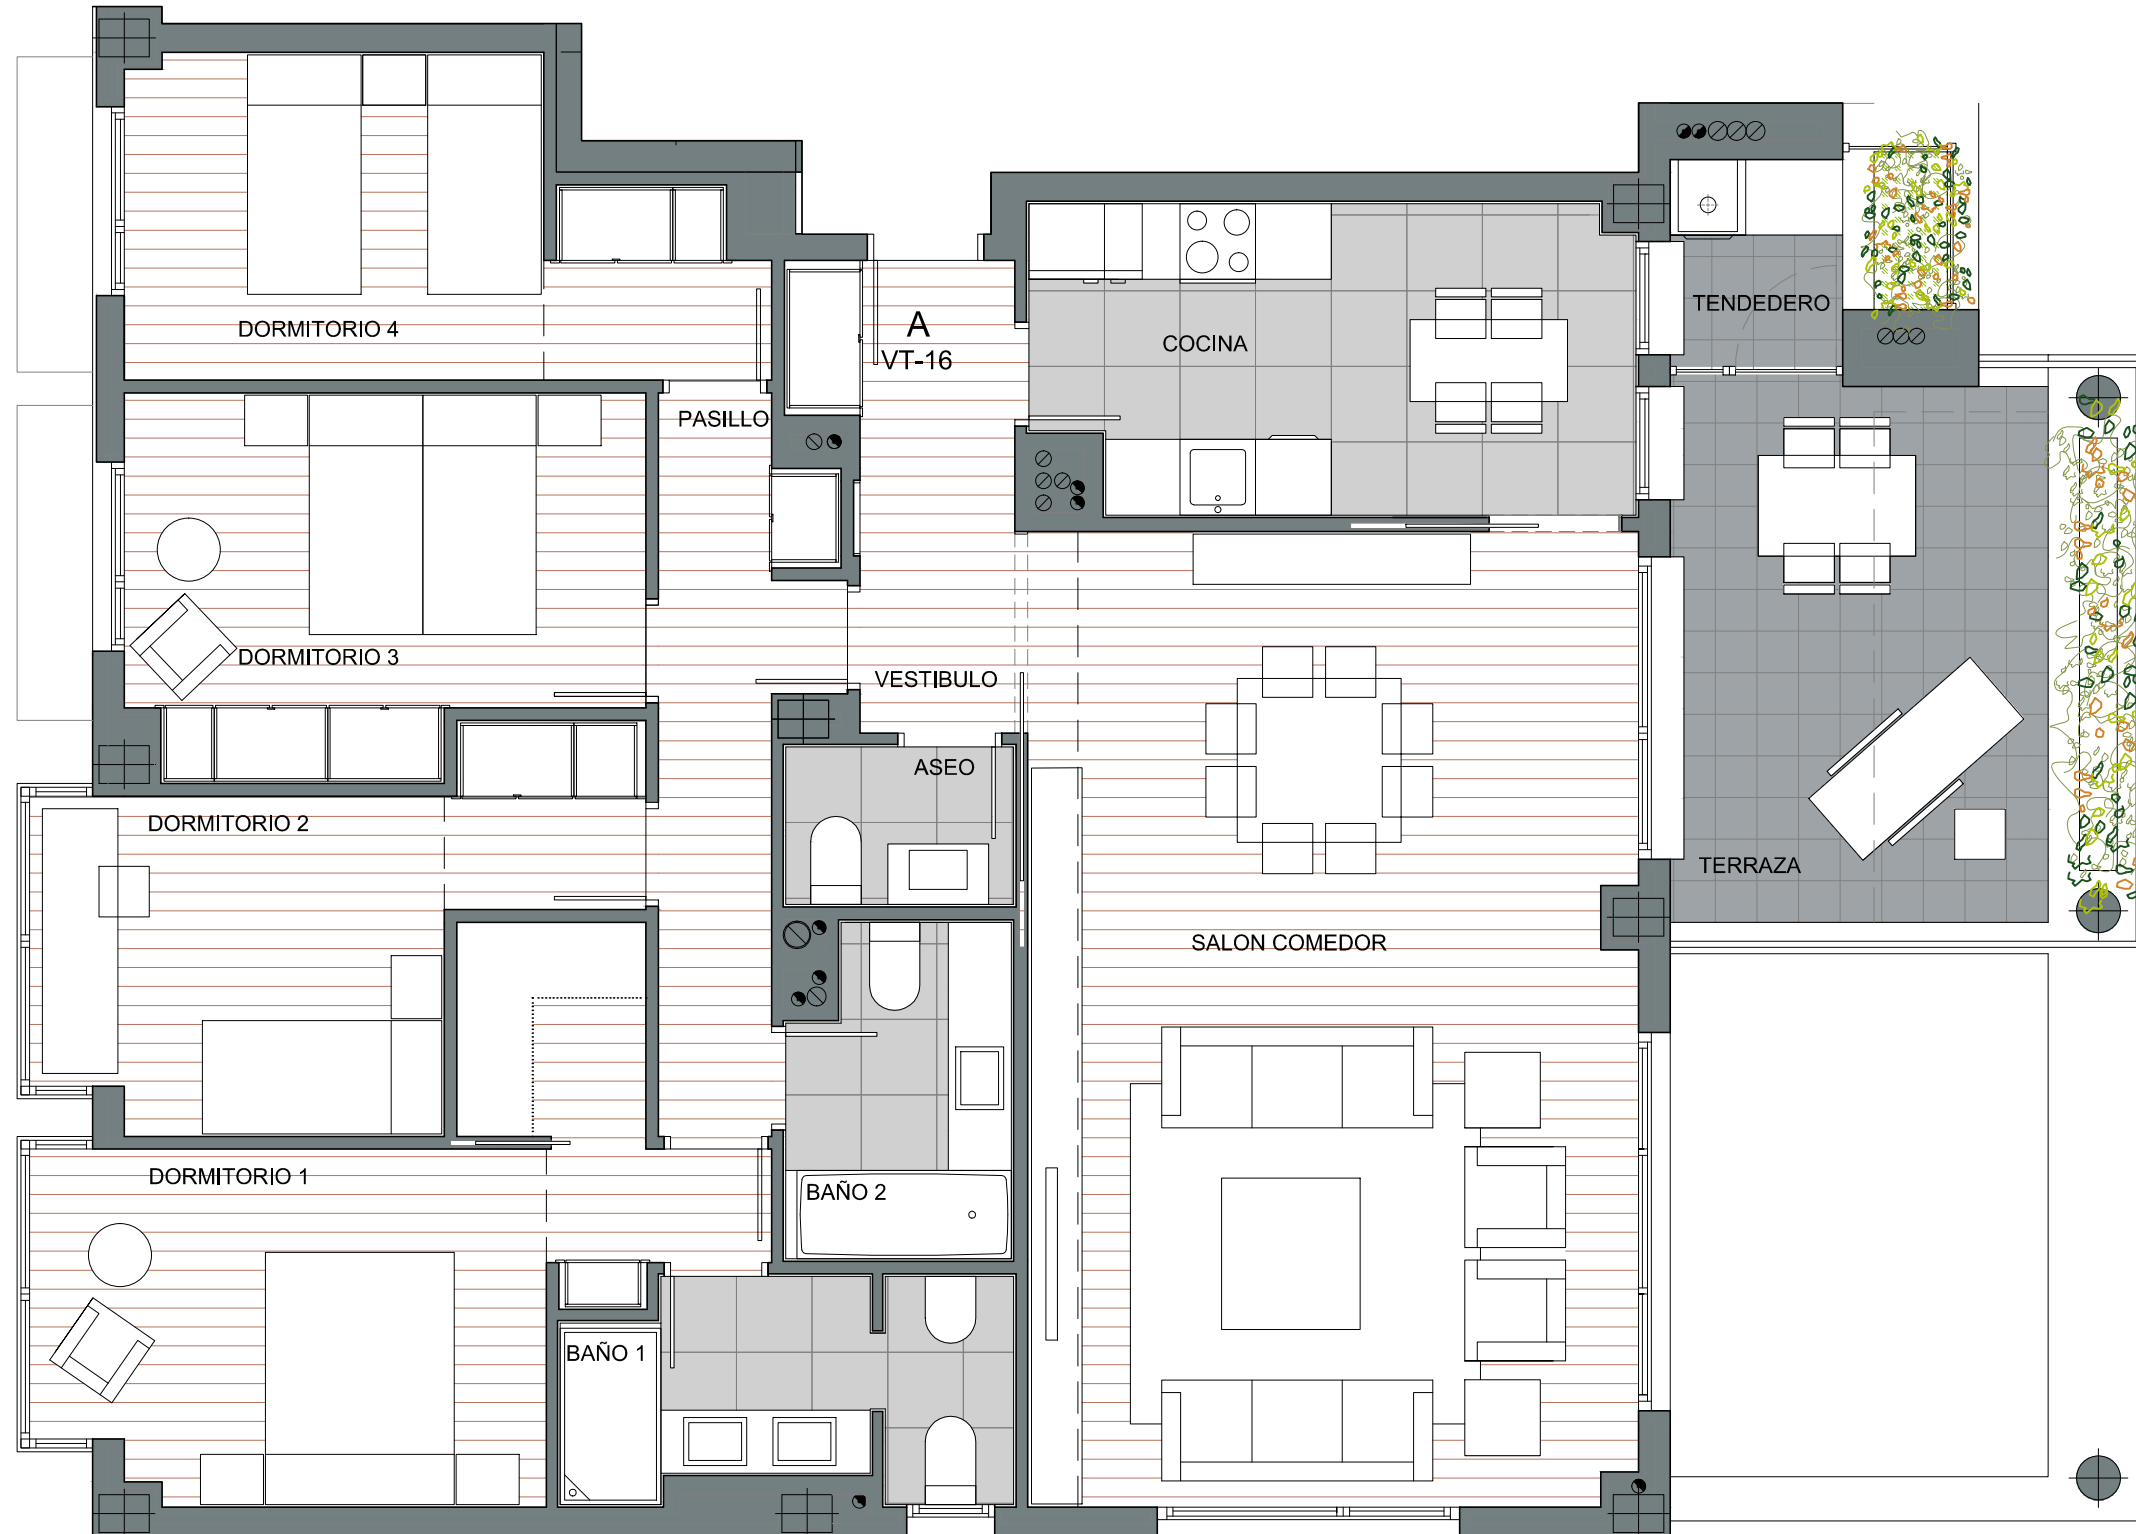 DORMITORIO 4
A
VT-16
COCINA
TENDEDERO
PASILLO
DORMITORIO 3
VESTIBULO
ASEO
DORMITORIO 2
TERRAZA
SALON COMEDOR
DORMITORIO 1
BAÑO 2
BAÑO 1